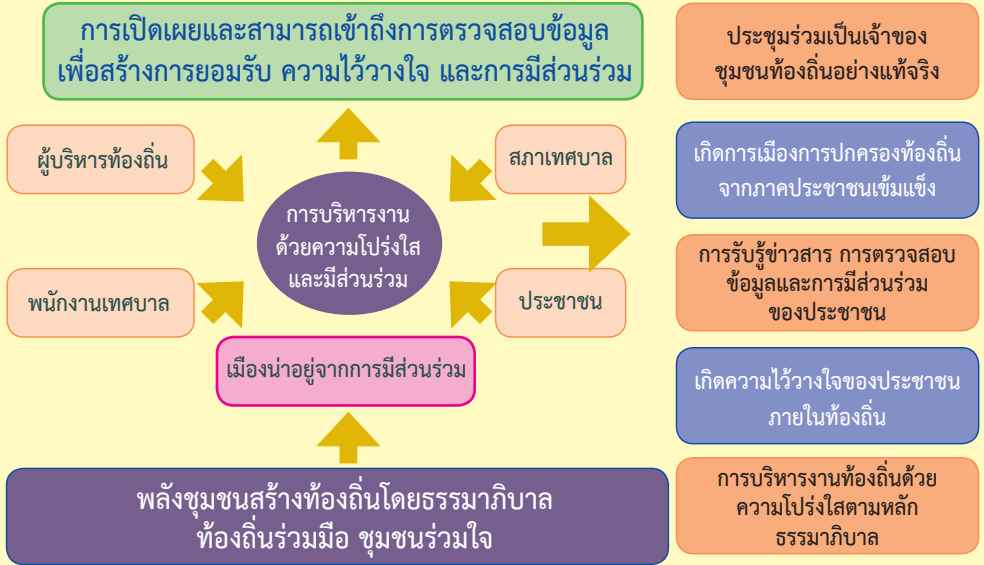 การเปิดเผยและสามารถเข้าถึงการตรวจสอบข้อมูล
เพื่อสร้างการยอมรับ ความไว้วางใจ และการมีส่วนร่วม
ผู้บริหารท้องถิ่น
สภาเทศบาล
การบริหารงาน
ด้วยความโปร่งใส
และมีส่วนร่วม
พนักงานเทศบาล
ประชาชน
เมืองน่าอยู่จากการมีส่วนร่วม
พลังชุมชนสร้างท้องถิ่นโดยธรรมาภิบาล
ท้องถิ่นร่วมมือ ชุมชนร่วมใจ
ประชุมร่วมเป็นเจ้าของ
ชุมชนท้องถิ่นอย่างแท้จริง
เกิดการเมืองการปกครองท้องถิ่น
จากภาคประชาชนเข้มแข็ง
การรับรู้ข่าวสาร การตรวจสอบ
ข้อมูลและการมีส่วนร่วม
ของประชาชน
เกิดความไว้วางใจของประชาชน
ภายในท้องถิ่น
การบริหารงานท้องถิ่นด้วย
ความโปร่งใสตามหลัก
ธรรมาภิบาล